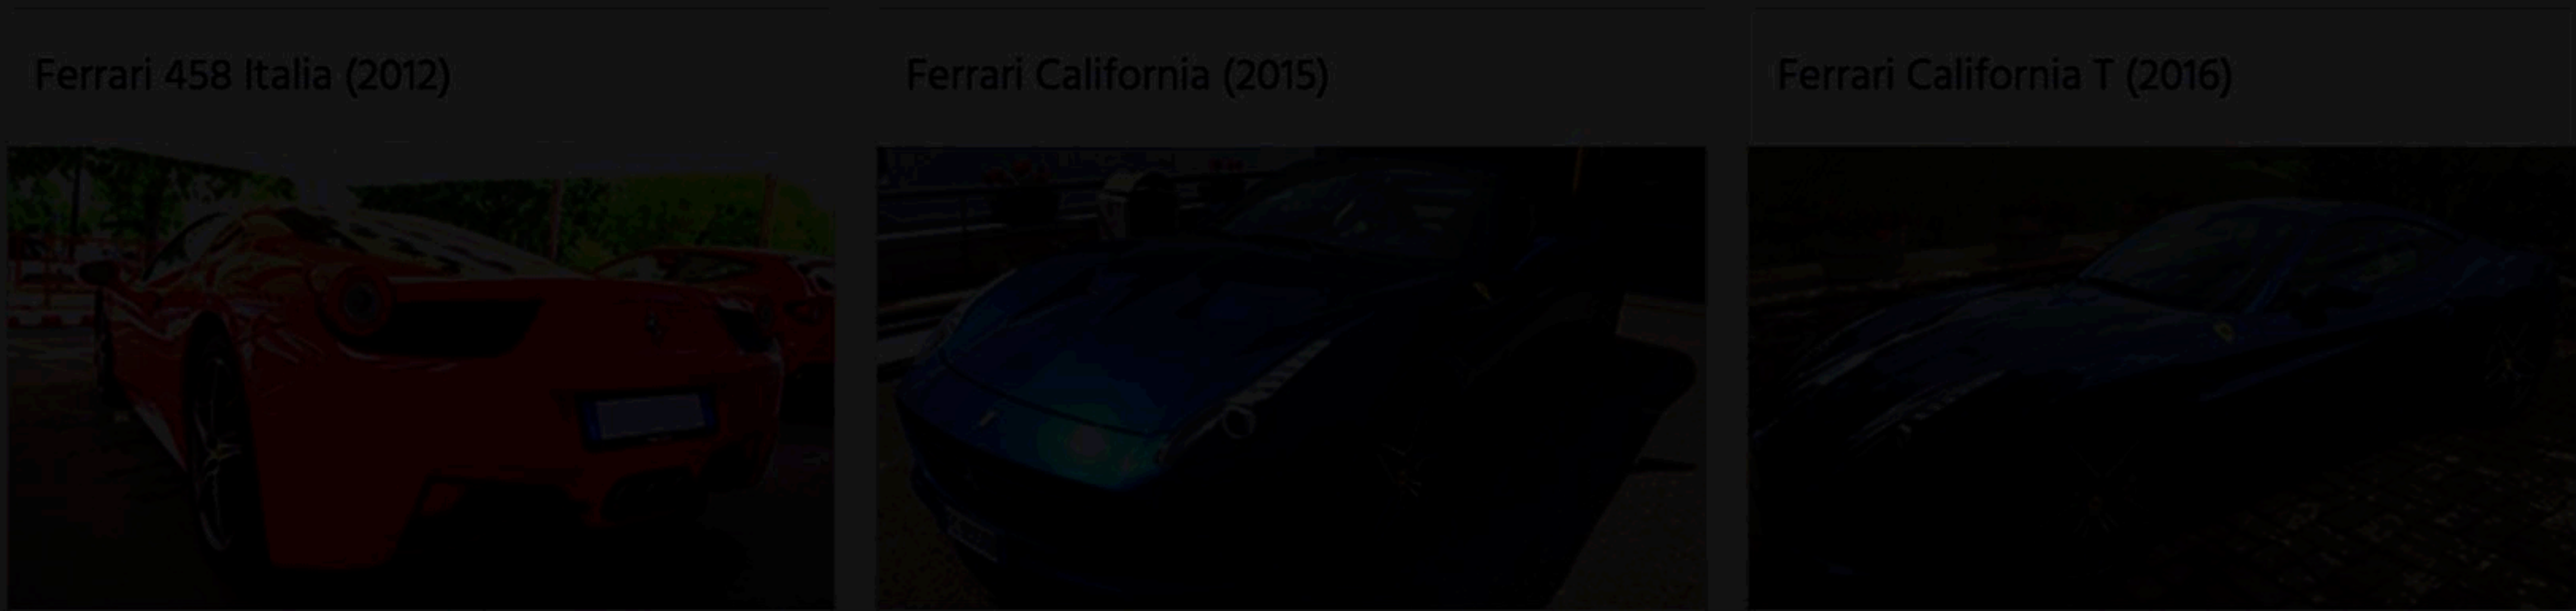 Ferrari 458 Italia (2012)
Ferrari California (2015)
Ferrari California T (2016)